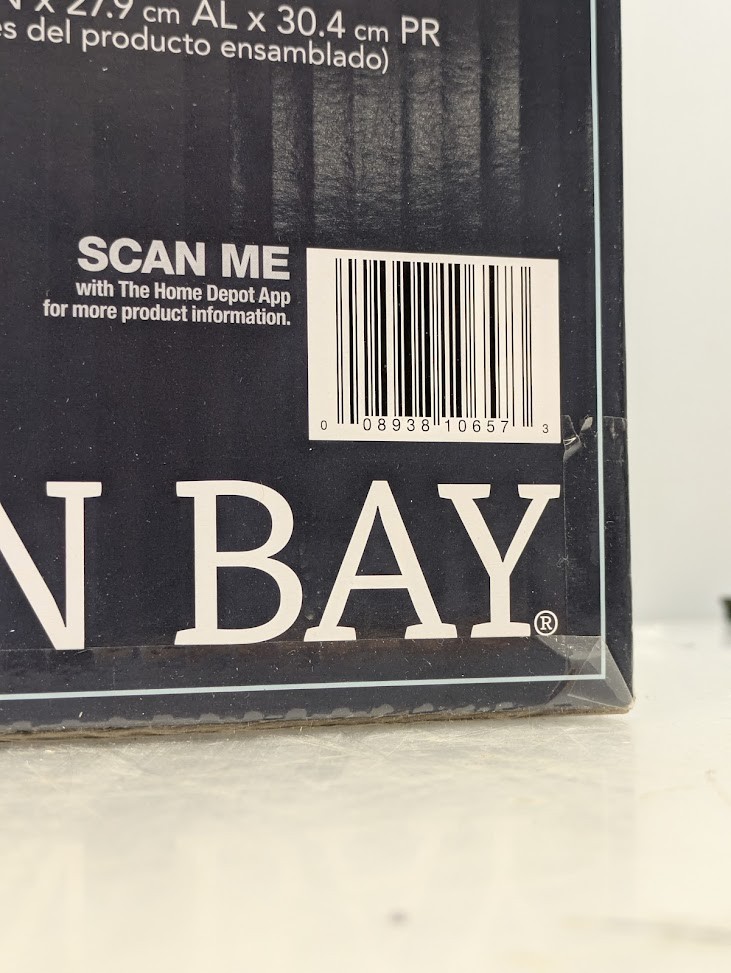 x 27.9 cm AL x 30.4 cm PR
del producto ensamblado)
SCAN ME
with The Home Depot App
for more product information.
0 08938 10657 3
N BAY®